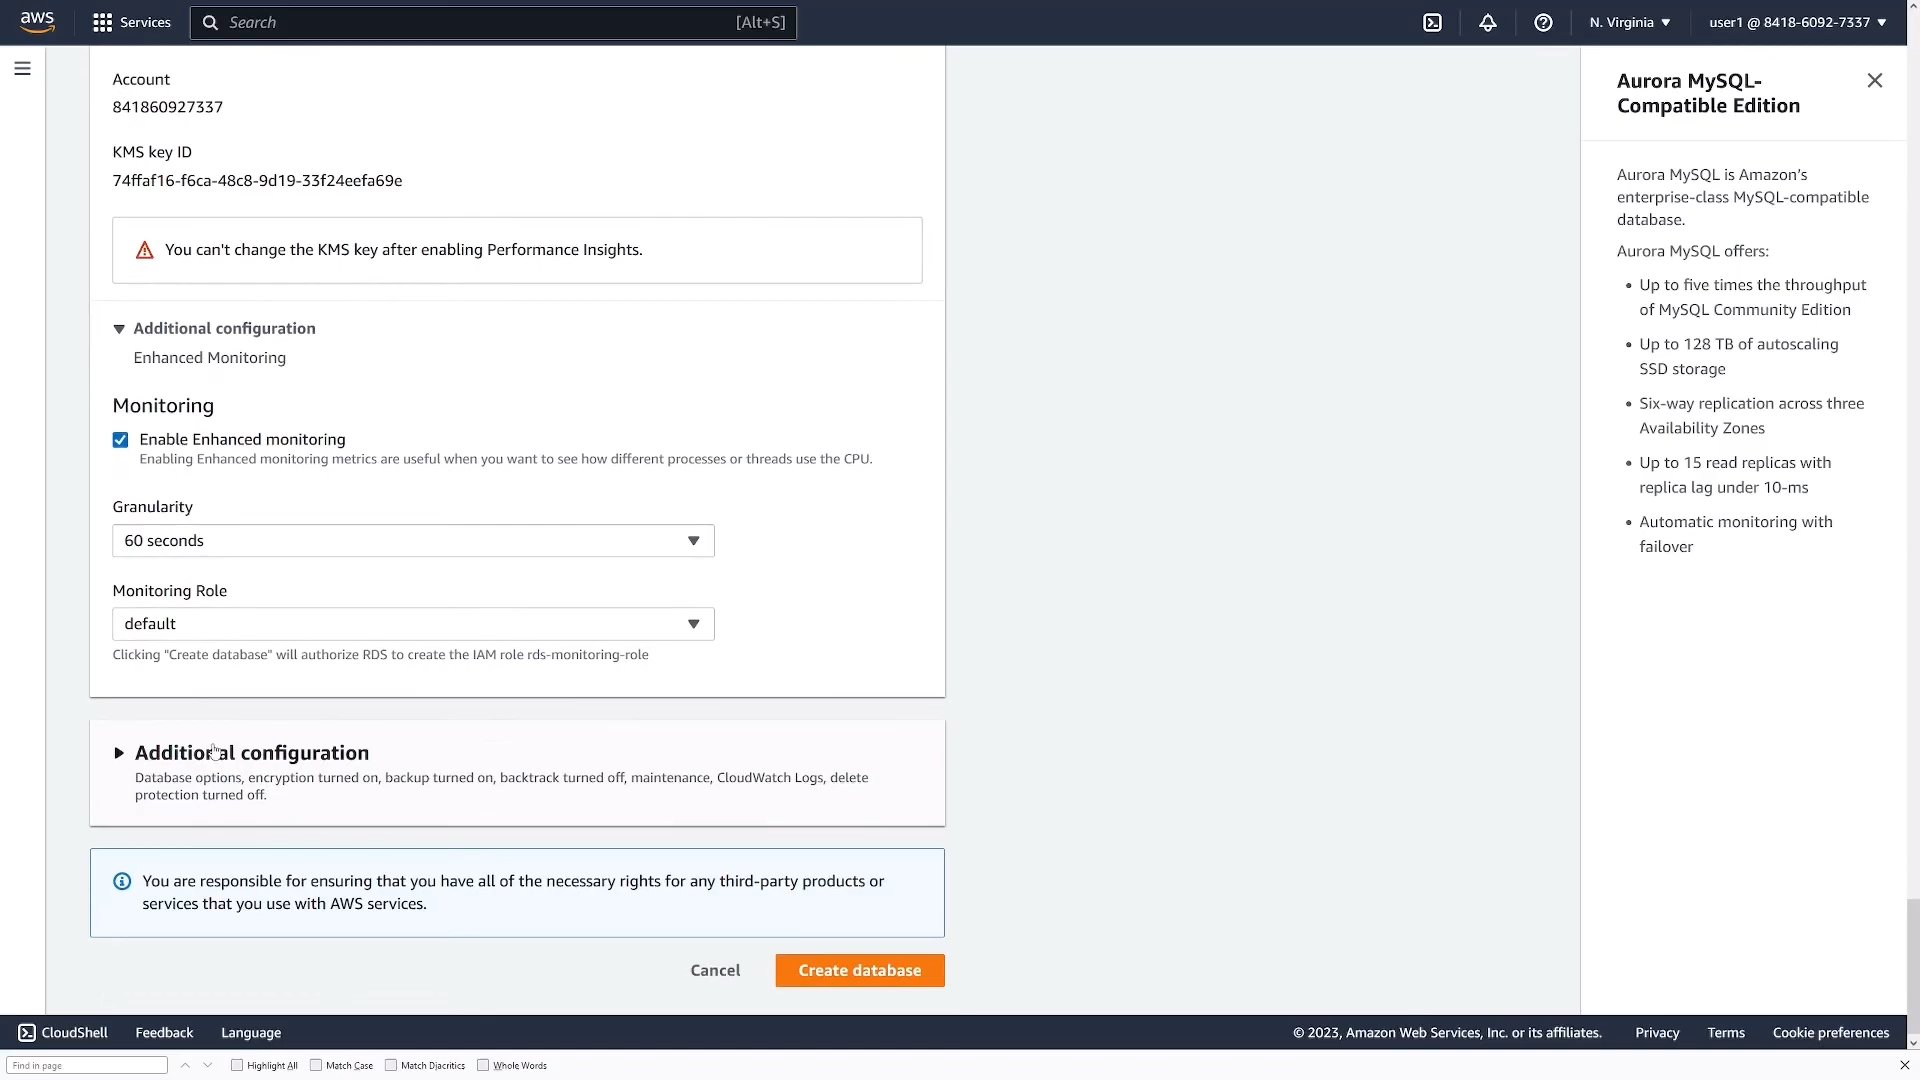 aws
Services
Search
[Alt+S]
N. Virginia
user1 @ 8418-6092-7337
Account
841860927337
KMS key ID
74ffaf16-f6ca-48c8-9d19-33f24eefa69e
You can't change the KMS key after enabling Performance Insights.
Additional configuration
Enhanced Monitoring
Monitoring
Enable Enhanced monitoring
Enabling Enhanced monitoring metrics are useful when you want to see how different processes or threads use the CPU.
Granularity
60 seconds
Monitoring Role
default
Clicking "Create database" will authorize RDS to create the IAM role rds-monitoring-role
Additional configuration
Database options, encryption turned on, backup turned on, backtrack turned off, maintenance, CloudWatch Logs, delete
protection turned off.
You are responsible for ensuring that you have all of the necessary rights for any third-party products or
services that you use with AWS services.
Cancel
Create database
Aurora MySQL-
Compatible Edition
Aurora MySQL is Amazon's
enterprise-class MySQL-compatible
database.
Aurora MySQL offers:
• Up to five times the throughput
of MySQL Community Edition
• Up to 128 TB of autoscaling
SSD storage
• Six-way replication across three
Availability Zones
• Up to 15 read replicas with
replica lag under 10-ms
• Automatic monitoring with
failover
CloudShell
Feedback
Language
© 2023, Amazon Web Services, Inc. or its affiliates.
Privacy
Terms
Cookie preferences
Find in page
Highlight All
Match Case
Match Diacritics
Whole Words